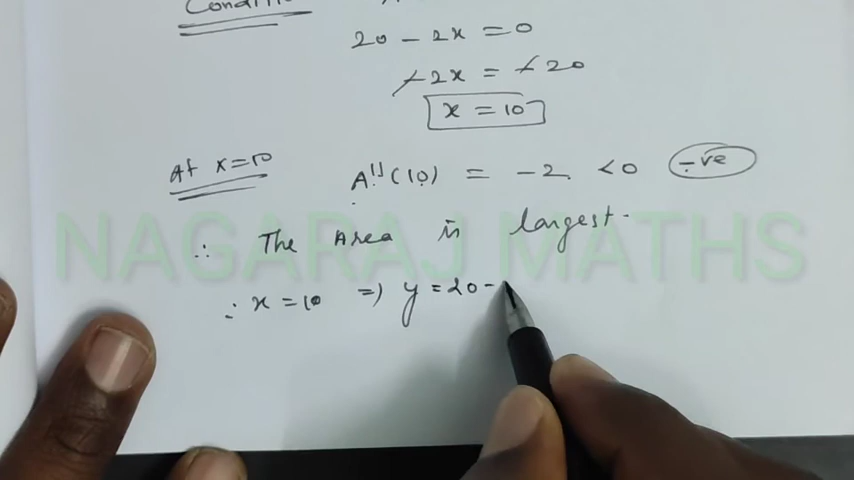 Condition
20 - 2x = 0
-2x = -20
x = 10
At x=10
A''(10) = -2 < 0 -ve
∴ The Area is largest.
∴ x = 10 => y = 20 -
NAGARAJ MATHS